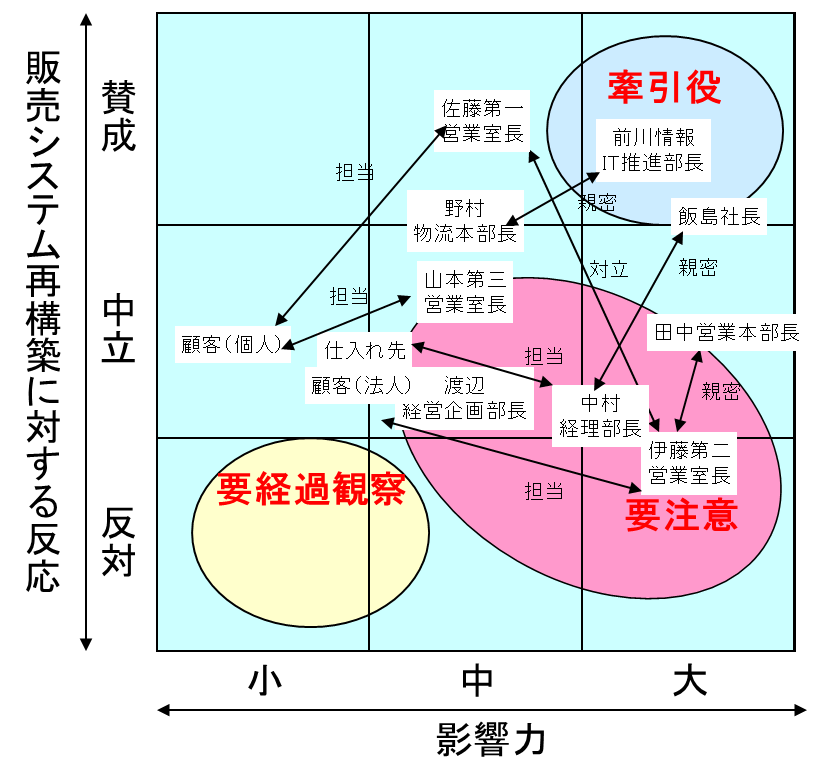 販売システム再構築に対する反応
賛成
中立
反対
牽引役
佐藤第一
営業室長
前川情報
IT推進部長
担当
親密
野村
物流本部長
飯島社長
対立
親密
山本第三
営業室長
担当
顧客(個人)
仕入れ先
田中営業本部長
担当
顧客(法人)
渡辺
経営企画部長
親密
中村
経理部長
伊藤第二
営業室長
要経過観察
担当
要注意
小
中
大
影響力